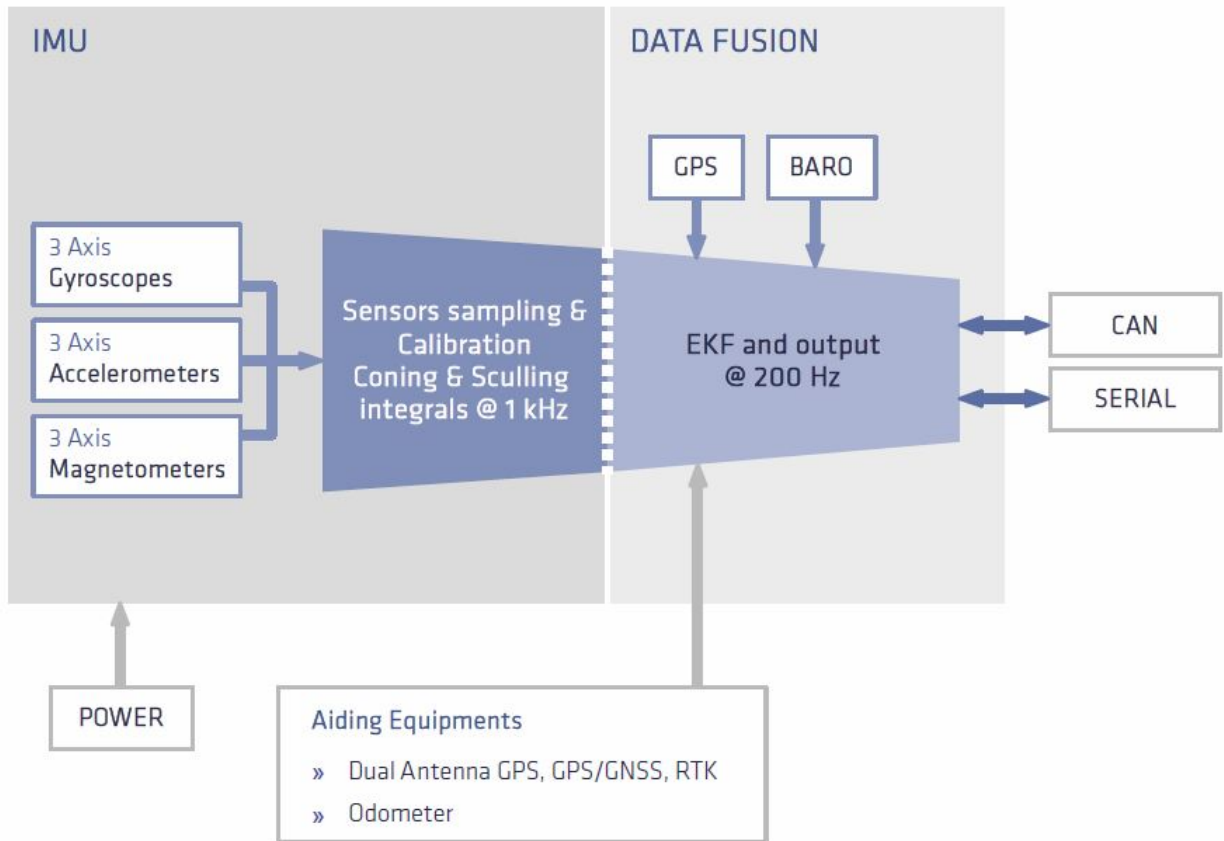 IMU
DATA FUSION
GPS
BARO
3 Axis
Gyroscopes
3 Axis
Accelerometers
3 Axis
Magnetometers
Sensors sampling &
Calibration
Coning & Sculling
integrals @ 1 kHz
EKF and output
@ 200 Hz
CAN
SERIAL
POWER
Aiding Equipments
» Dual Antenna GPS, GPS/GNSS, RTK
» Odometer